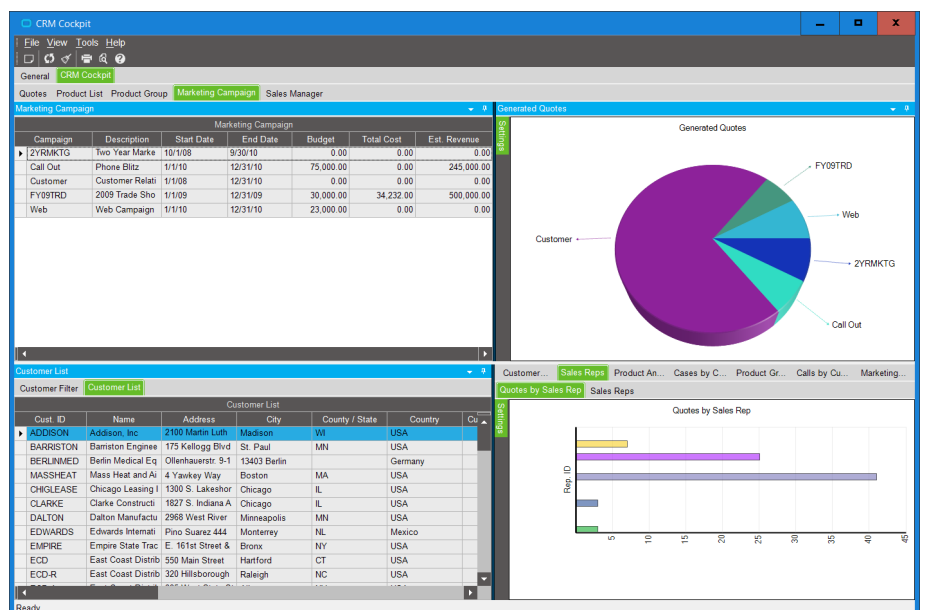 CRM Cockpit
File View Tools Help
General CRM Cockpit
Quotes Product List Product Group Marketing Campaign Sales Manager
Marketing Campaign
Marketing Campaign
Campaign Description Start Date End Date Budget Total Cost Est. Revenue
2YRMKTG Two Year Marke 10/1/08 9/30/10 0.00 0.00 0.00
Call Out Phone Blitz 1/1/10 12/31/10 75,000.00 0.00 245,000.00
Customer Customer Relati 1/1/08 12/31/10 0.00 0.00 0.00
FY09TRD 2009 Trade Sho 1/1/09 12/31/09 30,000.00 34,232.00 500,000.00
Web Web Campaign 1/1/10 12/31/10 23,000.00 0.00 0.00
Generated Quotes
Settings
Generated Quotes
FY09TRD
Web
Customer
2YRMKTG
Call Out
Customer List
Customer Filter Customer List
Customer List
Cust. ID Name Address City County / State Country Cu
ADDISON Addison, Inc 2100 Martin Luth Madison WI USA
BARRISTON Barriston Enginee 175 Kellogg Blvd St. Paul MN USA
BERLINMED Berlin Medical Eq Ollenhauerstr. 9-1 13403 Berlin Germany
MASSHEAT Mass Heat and Ai 4 Yawkey Way Boston MA USA
CHIGLEASE Chicago Leasing I 1300 S. Lakeshor Chicago IL USA
CLARKE Clarke Constructi 1827 S. Indiana A Chicago IL USA
DALTON Dalton Manufactu 2968 West River Minneapolis MN USA
EDWARDS Edwards Internati Pino Suarez 444 Monterrey NL Mexico
EMPIRE Empire State Trac E. 161st Street & Bronx NY USA
ECD East Coast Distrib 550 Main Street Hartford CT USA
ECD-R East Coast Distrib 320 Hillsborough Raleigh NC USA
Customer... Sales Reps Product An... Cases by C... Product Gr... Calls by Cu... Marketing...
Quotes by Sales Rep Sales Reps
Settings
Quotes by Sales Rep
Rep. ID
5 10 15 20 25 30 35 40 45
Ready